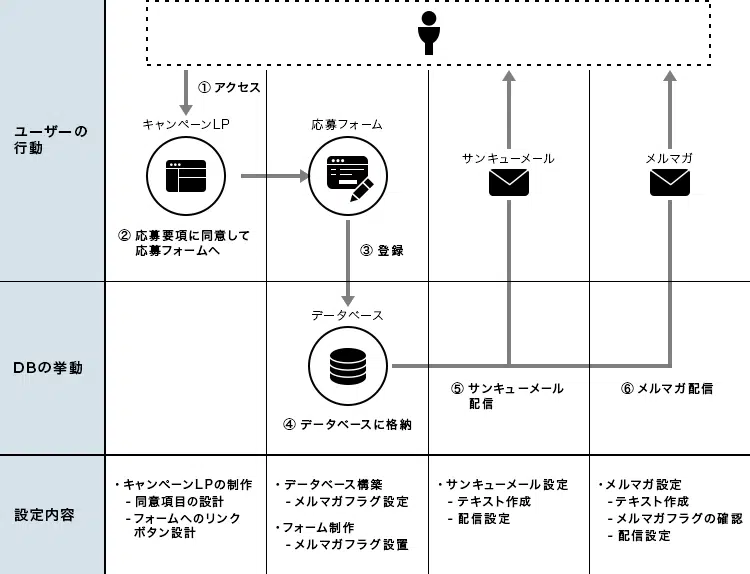 ユーザーの
行動
① アクセス
キャンペーンLP
応募フォーム
サンキューメール
メルマガ
② 応募要項に同意して
応募フォームへ
③ 登録
DBの挙動
データベース
④ データベースに格納
⑤ サンキューメール
配信
⑥ メルマガ配信
設定内容
・キャンペーンLPの制作
- 同意項目の設計
- フォームへのリンク
ボタン設計
・データベース構築
- メルマガフラグ設定
・フォーム制作
- メルマガフラグ設置
・サンキューメール設定
- テキスト作成
- 配信設定
・メルマガ設定
- テキスト作成
- メルマガフラグの確認
- 配信設定